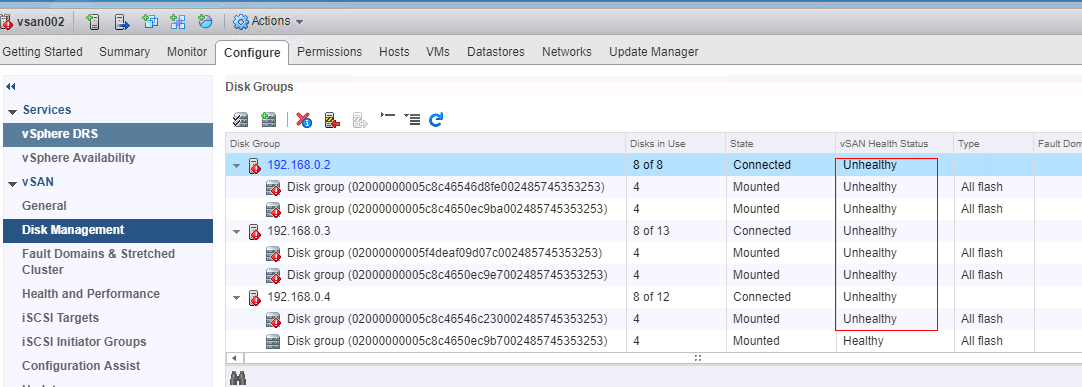 vsan002 Actions
Getting Started Summary Monitor Configure Permissions Hosts VMs Datastores Networks Update Manager
Services
vSphere DRS
vSphere Availability
vSAN
General
Disk Management
Fault Domains & Stretched
Cluster
Health and Performance
iSCSI Targets
iSCSI Initiator Groups
Configuration Assist
Disk Groups
Disk Group Disks in Use State vSAN Health Status Type Fault Dom
192.168.0.2 8 of 8 Connected Unhealthy
Disk group (02000000005c8c46546d8fe002485745353253) 4 Mounted Unhealthy All flash
Disk group (02000000005c8c4650ec9ba002485745353253) 4 Mounted Unhealthy All flash
192.168.0.3 8 of 13 Connected Unhealthy
Disk group (02000000005f4deaf09d07c002485745353253) 4 Mounted Unhealthy All flash
Disk group (02000000005c8c4650ec9e7002485745353253) 4 Mounted Unhealthy All flash
192.168.0.4 8 of 12 Connected Unhealthy
Disk group (02000000005c8c46546c230002485745353253) 4 Mounted Unhealthy All flash
Disk group (02000000005c8c4650ec9b7002485745353253) 4 Mounted Healthy All flash